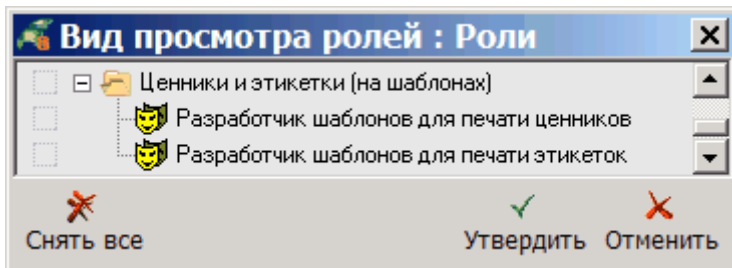 Вид просмотра ролей : Роли
Ценники и этикетки (на шаблонах)
Разработчик шаблонов для печати ценников
Разработчик шаблонов для печати этикеток
Снять все
Утвердить
Отменить